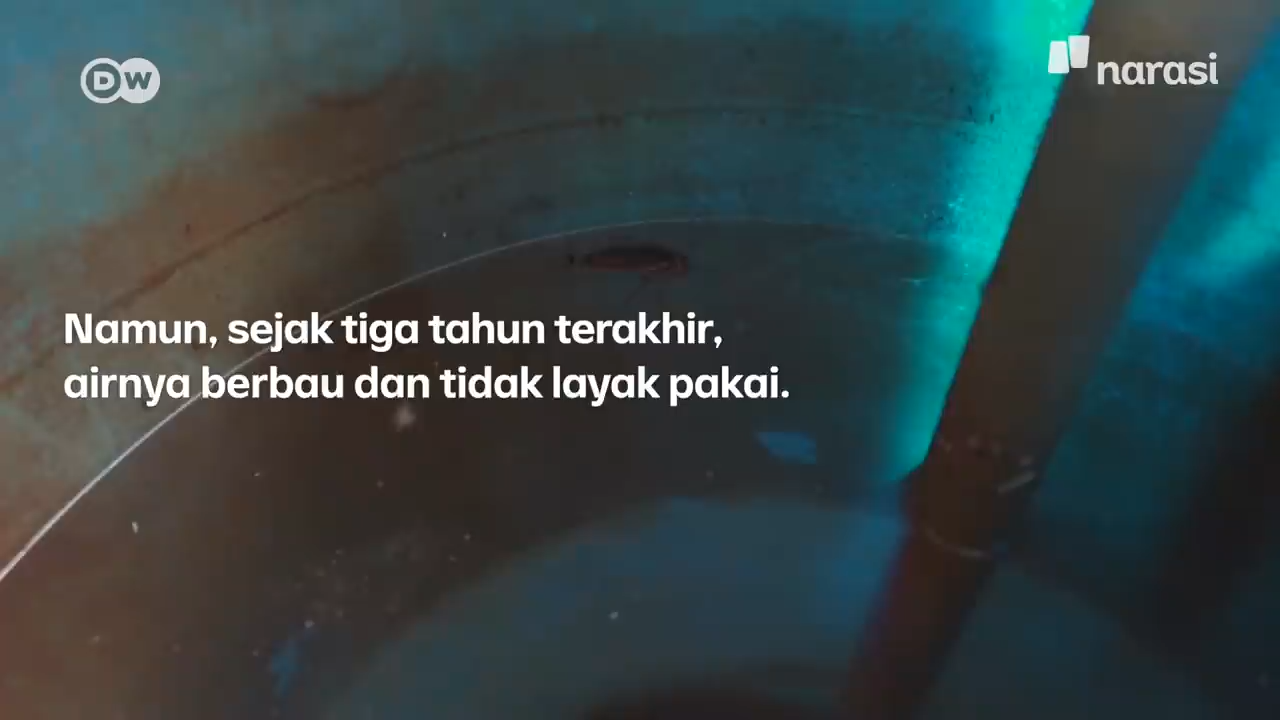 DW
narasi
Namun, sejak tiga tahun terakhir,
airnya berbau dan tidak layak pakai.